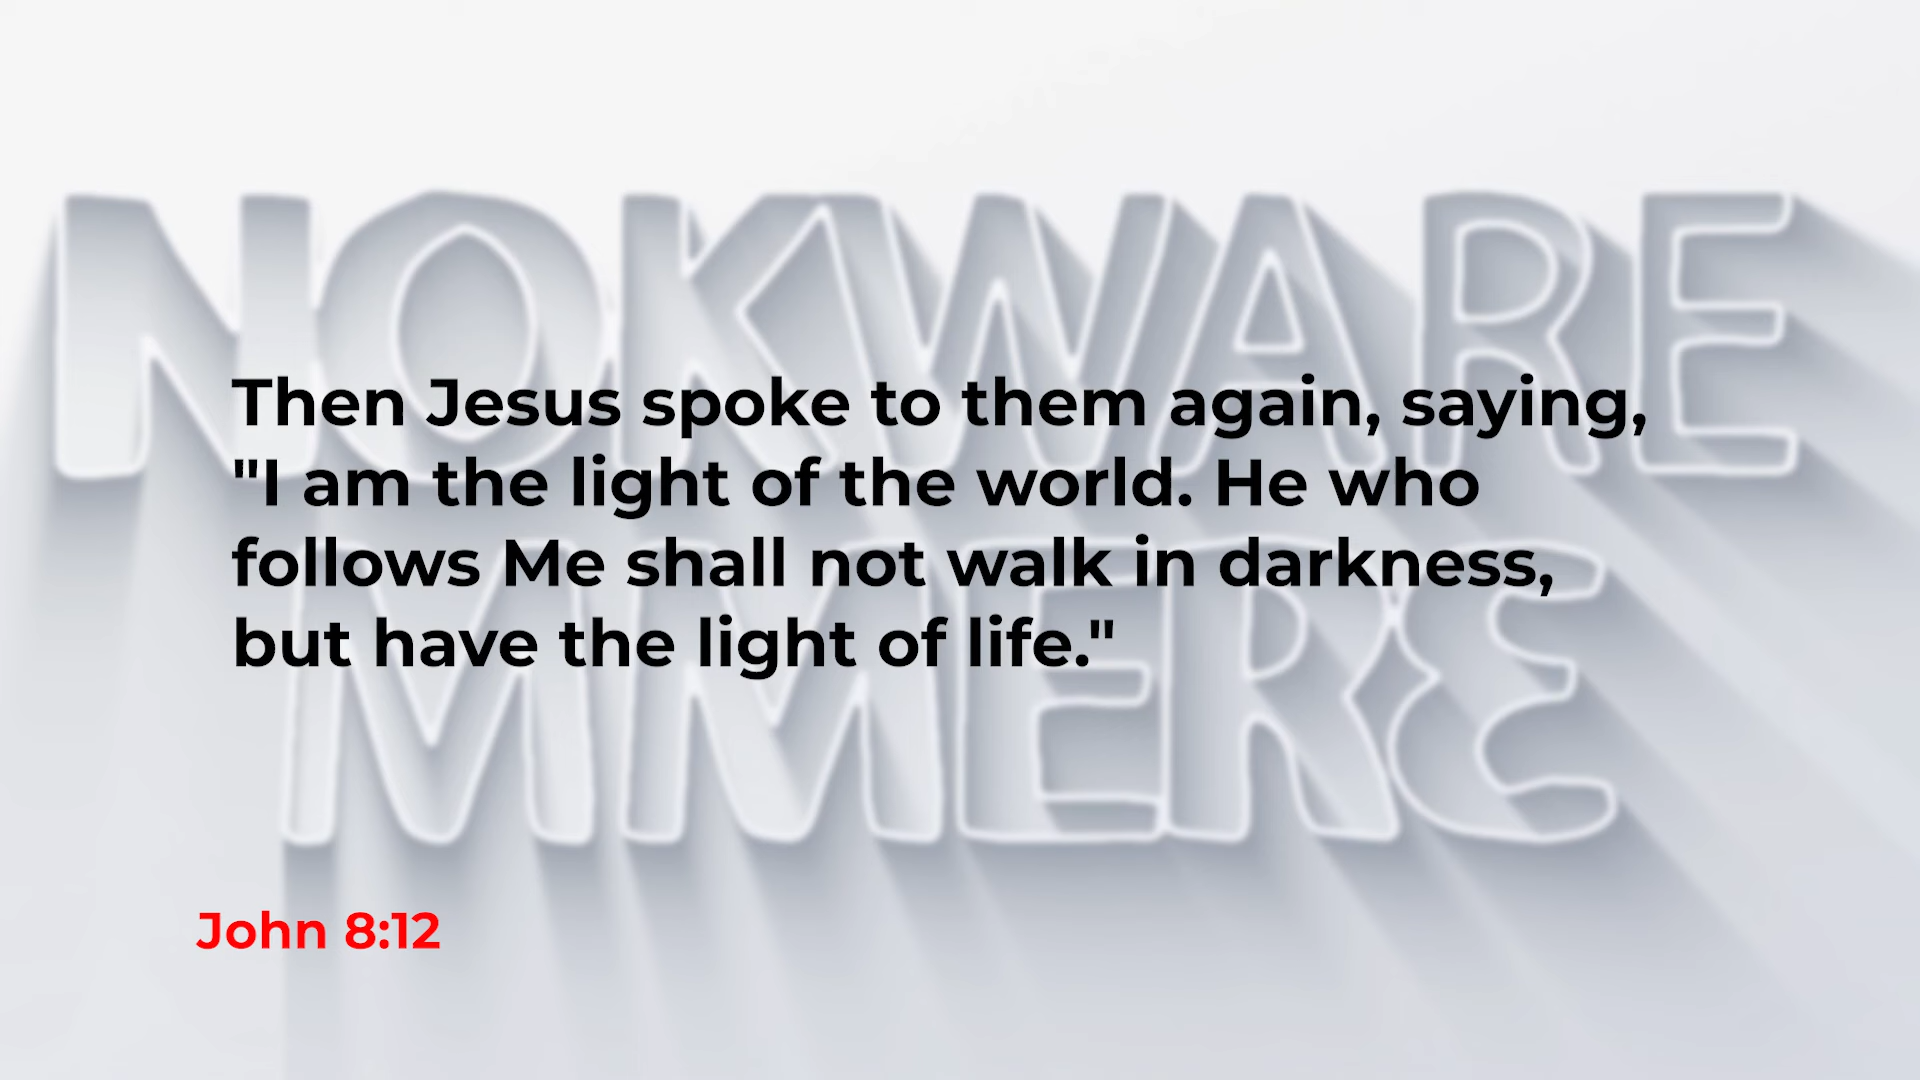 NOKWARE
Then Jesus spoke to them again, saying,
"I am the light of the world. He who
follows Me shall not walk in darkness,
but have the light of life."
MMERƐ
John 8:12